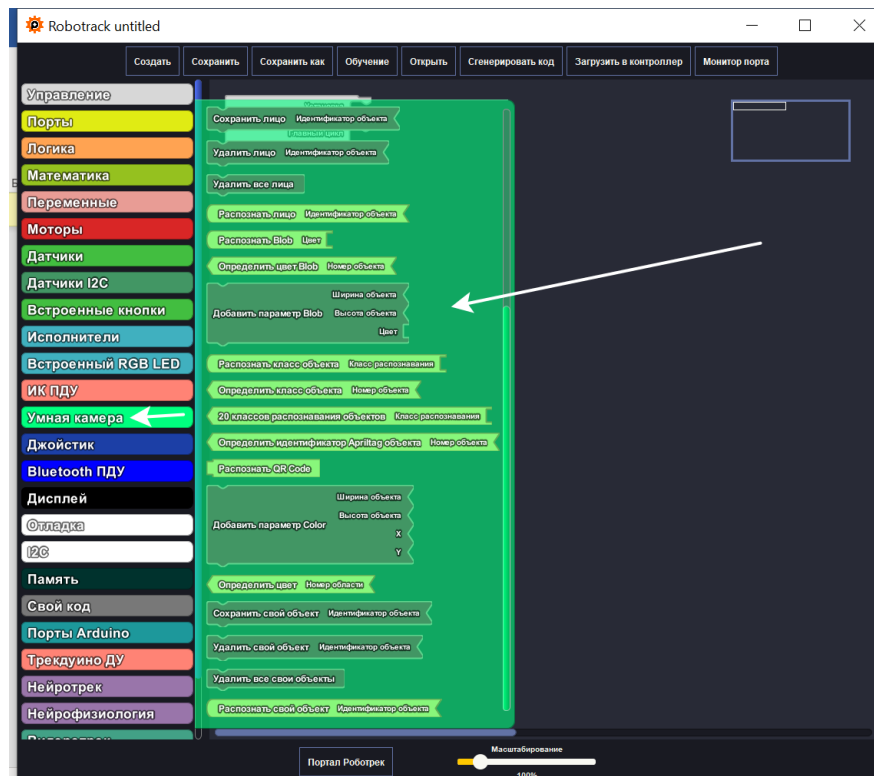 Robotrack untitled
Создать Сохранить Сохранить как Обучение Открыть Сгенерировать код Загрузить в контроллер Монитор порта
Управление
Порты
Логика
Математика
Переменные
Моторы
Датчики
Датчики I2C
Встроенные кнопки
Исполнители
Встроенный RGB LED
ИК ПДУ
Умная камера
Джойстик
Bluetooth ПДУ
Дисплей
Отладка
I2C
Память
Свой код
Порты Arduino
Трекдуино ДУ
Нейротрек
Нейрофизиология
Главный цикл
Сохранить лицо Идентификатор объекта
Удалить лицо Идентификатор объекта
Удалить все лица
Распознать лицо Идентификатор объекта
Распознать Blob Цвет
Определить цвет Blob Номер объекта
Ширина объекта
Добавить параметр Blob Высота объекта
Цвет
Распознать класс объекта Класс распознавания
Определить класс объекта Номер объекта
20 классов распознавания объектов Класс распознавания
Определить идентификатор Apriltag объекта Номер объекта
Распознать QR Code
Ширина объекта
Высота объекта
Добавить параметр Color
X
Y
Определить цвет Номер области
Сохранить свой объект Идентификатор объекта
Удалить свой объект Идентификатор объекта
Удалить все свои объекты
Распознать свой объект Идентификатор объекта
Портал Роботрек
Масштабирование
100%